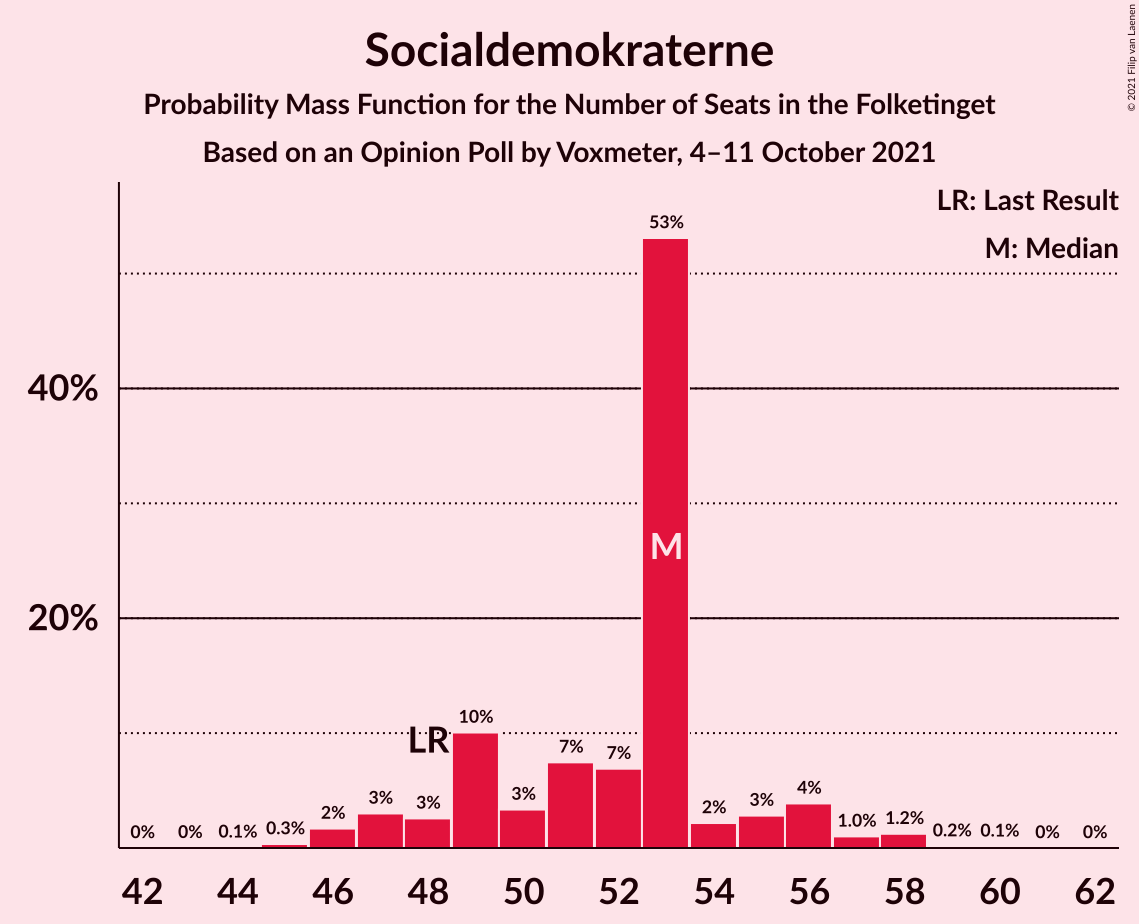 Socialdemokraterne
Probability Mass Function for the Number of Seats in the Folketinget
Based on an Opinion Poll by Voxmeter, 4–11 October 2021
© 2021 Filip van Laenen
LR: Last Result
M: Median
53%
40%
M
20%
10%
LR
7%
7%
4%
3%
3%
3%
3%
3%
2%
2%
1.0%
1.2%
0%
0%
0.1%
0.3%
0.2%
0.1%
0%
0%
42 44 46 48 50 52 54 56 58 60 62